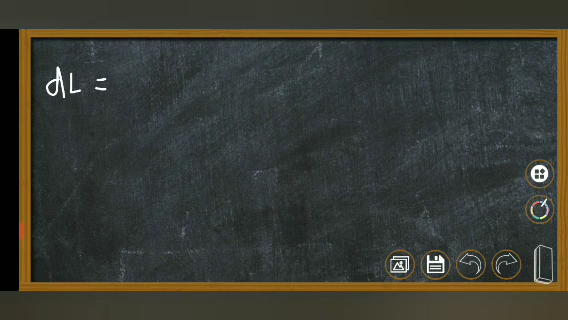 dL =